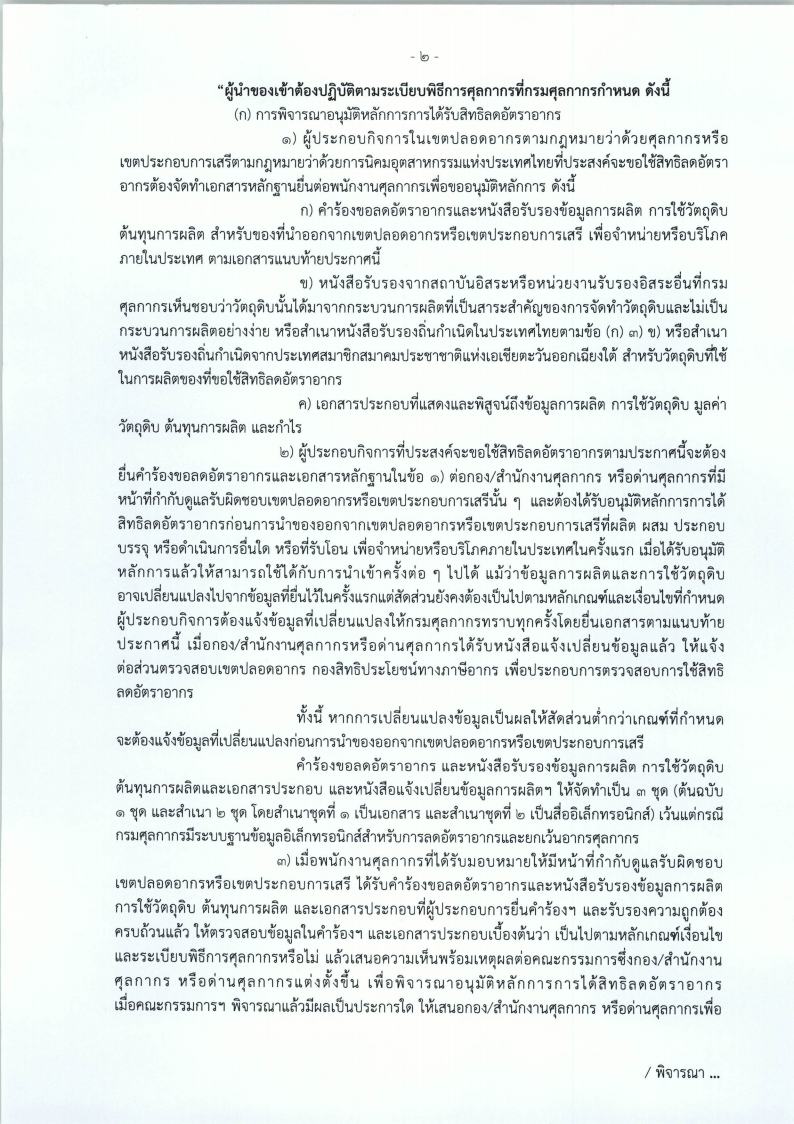 - ๒ -
“ผู้นำของเข้าต้องปฏิบัติตามระเบียบพิธีการศุลกากรที่กรมศุลกากรกำหนด ดังนี้
(ก) การพิจารณาอนุมัติหลักการการได้รับสิทธิลดอัตราอากร
๑) ผู้ประกอบกิจการในเขตปลอดอากรตามกฎหมายว่าด้วยศุลกากรหรือ
เขตประกอบการเสรีตามกฎหมายว่าด้วยการนิคมอุตสาหกรรมแห่งประเทศไทยที่ประสงค์จะขอใช้สิทธิลดอัตรา
อากรต้องจัดทำเอกสารหลักฐานยื่นต่อพนักงานศุลกากรเพื่อขออนุมัติหลักการ ดังนี้
ก) คำร้องขอลดอัตราอากรและหนังสือรับรองข้อมูลการผลิต การใช้วัตถุดิบ
ต้นทุนการผลิต สำหรับของที่นำออกจากเขตปลอดอากรหรือเขตประกอบการเสรี เพื่อจำหน่ายหรือบริโภค
ภายในประเทศ ตามเอกสารแนบท้ายประกาศนี้
ข) หนังสือรับรองจากสถาบันอิสระหรือหน่วยงานรับรองอิสระอื่นที่กรม
ศุลกากรเห็นชอบว่าวัตถุดิบนั้นได้มาจากกระบวนการผลิตที่เป็นสาระสำคัญของการจัดทำวัตถุดิบและไม่เป็น
กระบวนการผลิตอย่างง่าย หรือสำเนาหนังสือรับรองถิ่นกำเนิดในประเทศไทยตามข้อ (ก) ๓) ข) หรือสำเนา
หนังสือรับรองถิ่นกำเนิดจากประเทศสมาชิกสมาคมประชาชาติแห่งเอเชียตะวันออกเฉียงใต้ สำหรับวัตถุดิบที่ใช้
ในการผลิตของที่ขอใช้สิทธิลดอัตราอากร
ค) เอกสารประกอบที่แสดงและพิสูจน์ถึงข้อมูลการผลิต การใช้วัตถุดิบ มูลค่า
วัตถุดิบ ต้นทุนการผลิต และกำไร
๒) ผู้ประกอบกิจการที่ประสงค์จะขอใช้สิทธิลดอัตราอากรตามประกาศนี้จะต้อง
ยื่นคำร้องขอลดอัตราอากรและเอกสารหลักฐานในข้อ ๑) ต่อกอง/สำนักงานศุลกากร หรือด่านศุลกากรที่มี
หน้าที่กำกับดูแลรับผิดชอบเขตปลอดอากรหรือเขตประกอบการเสรีนั้น ๆ และต้องได้รับอนุมัติหลักการการได้
สิทธิลดอัตราอากรก่อนการนำของออกจากเขตปลอดอากรหรือเขตประกอบการเสรีที่ผลิต ผสม ประกอบ
บรรจุ หรือดำเนินการอื่นใด หรือที่รับโอน เพื่อจำหน่ายหรือบริโภคภายในประเทศในครั้งแรก เมื่อได้รับอนุมัติ
หลักการแล้วให้สามารถใช้ได้กับการนำเข้าครั้งต่อ ๆ ไปได้ แม้ว่าข้อมูลการผลิตและการใช้วัตถุดิบ
อาจเปลี่ยนแปลงไปจากข้อมูลที่ยื่นไว้ในครั้งแรกแต่สัดส่วนยังคงต้องเป็นไปตามหลักเกณฑ์และเงื่อนไขที่กำหนด
ผู้ประกอบกิจการต้องแจ้งข้อมูลที่เปลี่ยนแปลงให้กรมศุลกากรทราบทุกครั้งโดยยื่นเอกสารตามแนบท้าย
ประกาศนี้ เมื่อกอง/สำนักงานศุลกากรหรือด่านศุลกากรได้รับหนังสือแจ้งเปลี่ยนข้อมูลแล้ว ให้แจ้ง
ต่อส่วนตรวจสอบเขตปลอดอากร กองสิทธิประโยชน์ทางภาษีอากร เพื่อประกอบการตรวจสอบการใช้สิทธิ
ลดอัตราอากร
ทั้งนี้ หากการเปลี่ยนแปลงข้อมูลเป็นผลให้สัดส่วนต่ำกว่าเกณฑ์ที่กำหนด
จะต้องแจ้งข้อมูลที่เปลี่ยนแปลงก่อนการนำของออกจากเขตปลอดอากรหรือเขตประกอบการเสรี
คำร้องขอลดอัตราอากร และหนังสือรับรองข้อมูลการผลิต การใช้วัตถุดิบ
ต้นทุนการผลิตและเอกสารประกอบ และหนังสือแจ้งเปลี่ยนข้อมูลการผลิตฯ ให้จัดทำเป็น ๓ ชุด (ต้นฉบับ
๑ ชุด และสำเนา ๒ ชุด โดยสำเนาชุดที่ ๑ เป็นเอกสาร และสำเนาชุดที่ ๒ เป็นสื่ออิเล็กทรอนิกส์) เว้นแต่กรณี
กรมศุลกากรมีระบบฐานข้อมูลอิเล็กทรอนิกส์สำหรับการลดอัตราอากรและยกเว้นอากรศุลกากร
๓) เมื่อพนักงานศุลกากรที่ได้รับมอบหมายให้มีหน้าที่กำกับดูแลรับผิดชอบ
เขตปลอดอากรหรือเขตประกอบการเสรี ได้รับคำร้องขอลดอัตราอากรและหนังสือรับรองข้อมูลการผลิต
การใช้วัตถุดิบ ต้นทุนการผลิต และเอกสารประกอบที่ผู้ประกอบการยื่นคำร้องฯ และรับรองความถูกต้อง
ครบถ้วนแล้ว ให้ตรวจสอบข้อมูลในคำร้องฯ และเอกสารประกอบเบื้องต้นว่า เป็นไปตามหลักเกณฑ์เงื่อนไข
และระเบียบพิธีการศุลกากรหรือไม่ แล้วเสนอความเห็นพร้อมเหตุผลต่อคณะกรรมการซึ่งกอง/สำนักงาน
ศุลกากร หรือด่านศุลกากรแต่งตั้งขึ้น เพื่อพิจารณาอนุมัติหลักการการได้สิทธิลดอัตราอากร
เมื่อคณะกรรมการฯ พิจารณาแล้วมีผลเป็นประการใด ให้เสนอกอง/สำนักงานศุลกากร หรือด่านศุลกากรเพื่อ
/ พิจารณา ...